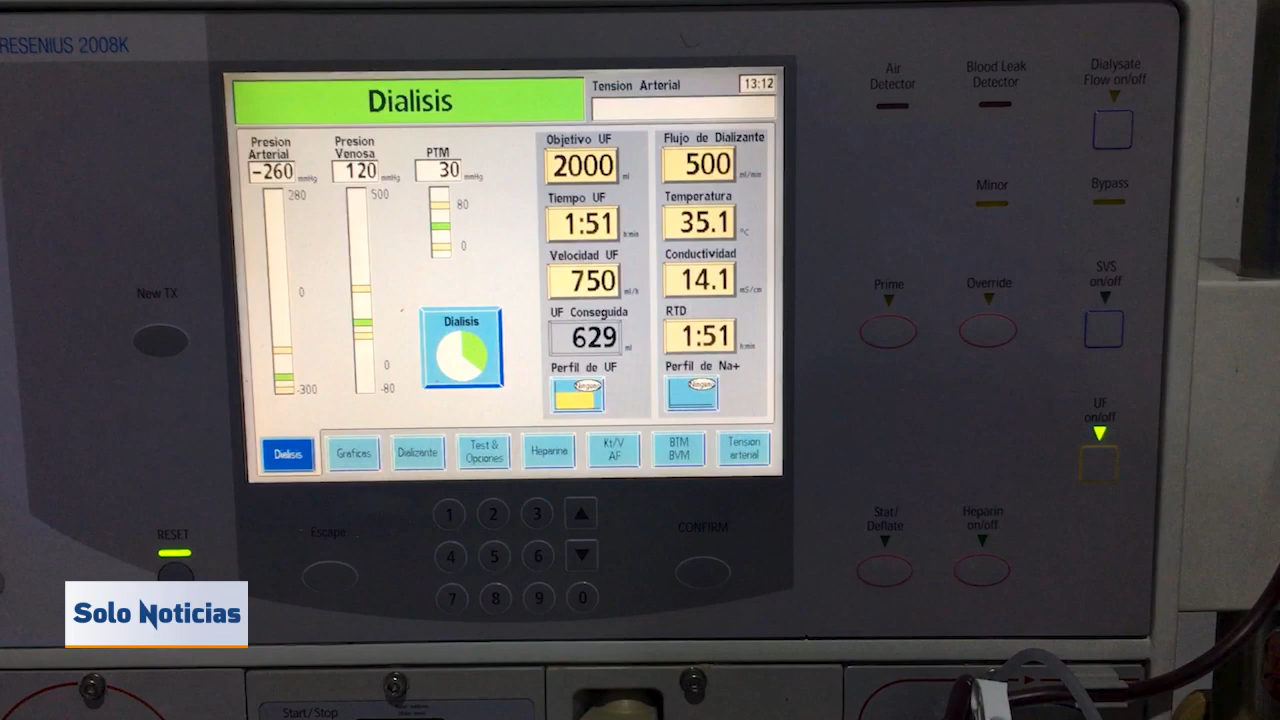 RESENIUS 2008K
Dialisis
Tension Arterial
13:12
Presion Arterial
-260 mmHg
280
0
-300
Presion Venosa
120 mmHg
500
0
-80
PTM
30 mmHg
80
0
Dialisis
Objetivo UF
2000 ml
Tiempo UF
1:51 h:min
Velocidad UF
750 ml/h
UF Conseguida
629 ml
Perfil de UF
Ninguno
Flujo de Dializante
500 ml/min
Temperatura
35.1 °C
Conductividad
14.1 mS/cm
RTD
1:51 h:min
Perfil de Na+
Ninguno
Dialisis
Graficas
Dializante
Test & Opciones
Heparina
Kt/V AF
BTM BVM
Tension arterial
New TX
RESET
Escape
1 2 3
4 5 6
7 8 9 0
CONFIRM
Air Detector
Blood Leak Detector
Dialysate Flow on/off
Minor
Bypass
Prime
Override
SVS on/off
UF on/off
Stat/ Deflate
Heparin on/off
Solo Noticias
Start/Stop